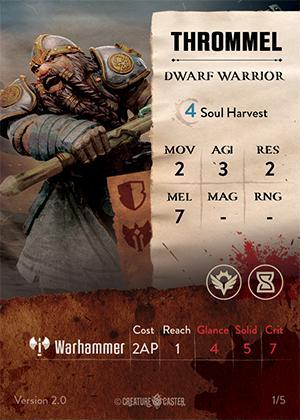 THROMMEL
DWARF WARRIOR
4 Soul Harvest
MOV AGI RES
2 3 2
MEL MAG RNG
7 - -
Cost Reach Glance Solid Crit
Warhammer 2AP 1 4 5 7
Version 2.0 © CREATURE CASTER 1/5